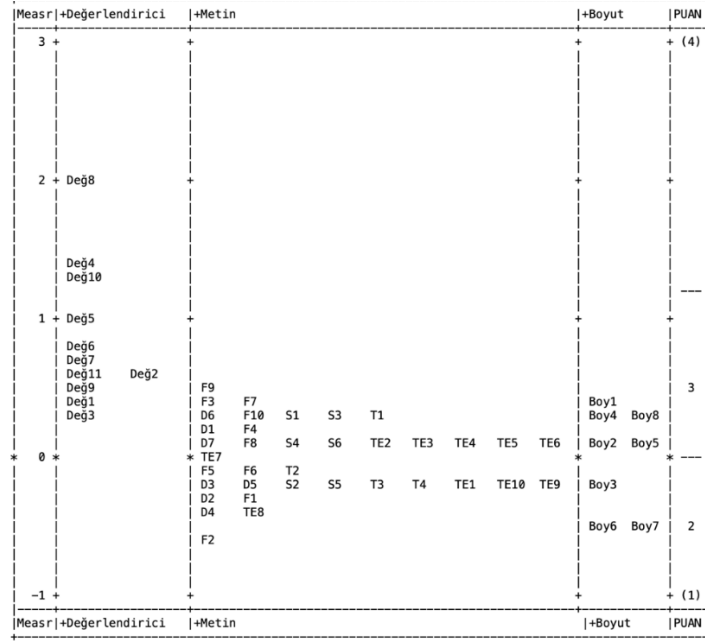 |Measr|+Değerlendirici |+Metin |+Boyut |PUAN
3 + + + + (4)
2 + Değ8 + + +
Değ4
Değ10
---
1 + Değ5 + + +
Değ6
Değ7
Değ11 Değ2
Değ9 F9 3
Değ1 F3 F7 Boy1
Değ3 D6 F10 S1 S3 T1 Boy4 Boy8
D1 F4
D7 F8 S4 S6 TE2 TE3 TE4 TE5 TE6 Boy2 Boy5
* 0 * * TE7 * * ---
F5 F6 T2
D3 D5 S2 S5 T3 T4 TE1 TE10 TE9 Boy3
D2 F1
D4 TE8
Boy6 Boy7 2
F2
-1 + + + + (1)
|Measr|+Değerlendirici |+Metin |+Boyut |PUAN